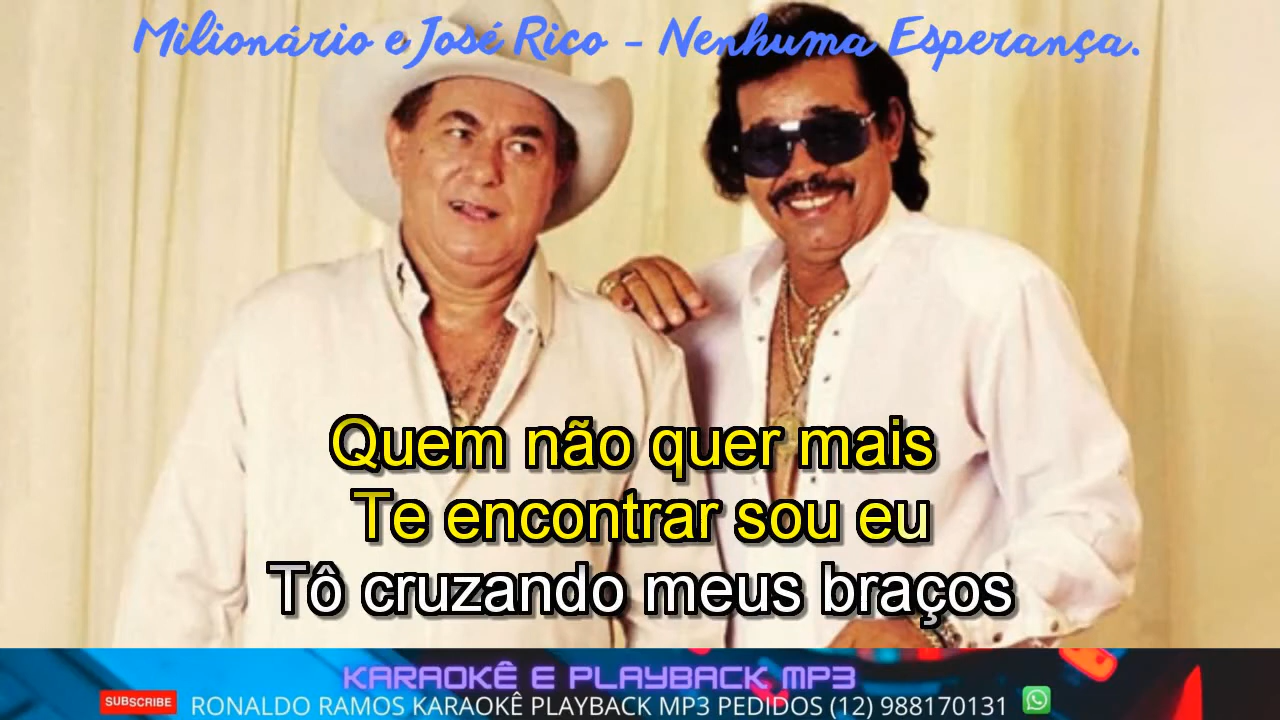 Milionário e José Rico - Nenhuma Esperança.
Quem não quer mais
Te encontrar sou eu
Tô cruzando meus braços
KARAOKÊ E PLAYBACK MP3
SUBSCRIBE RONALDO RAMOS KARAOKÊ PLAYBACK MP3 PEDIDOS (12) 988170131